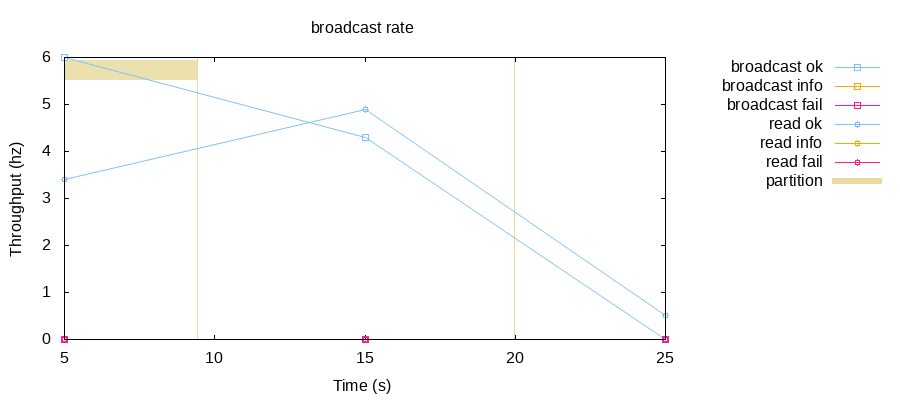 broadcast rate
6
5
4
3
2
1
0
Throughput (hz)
5
10
15
20
25
Time (s)
broadcast ok
broadcast info
broadcast fail
read ok
read info
read fail
partition